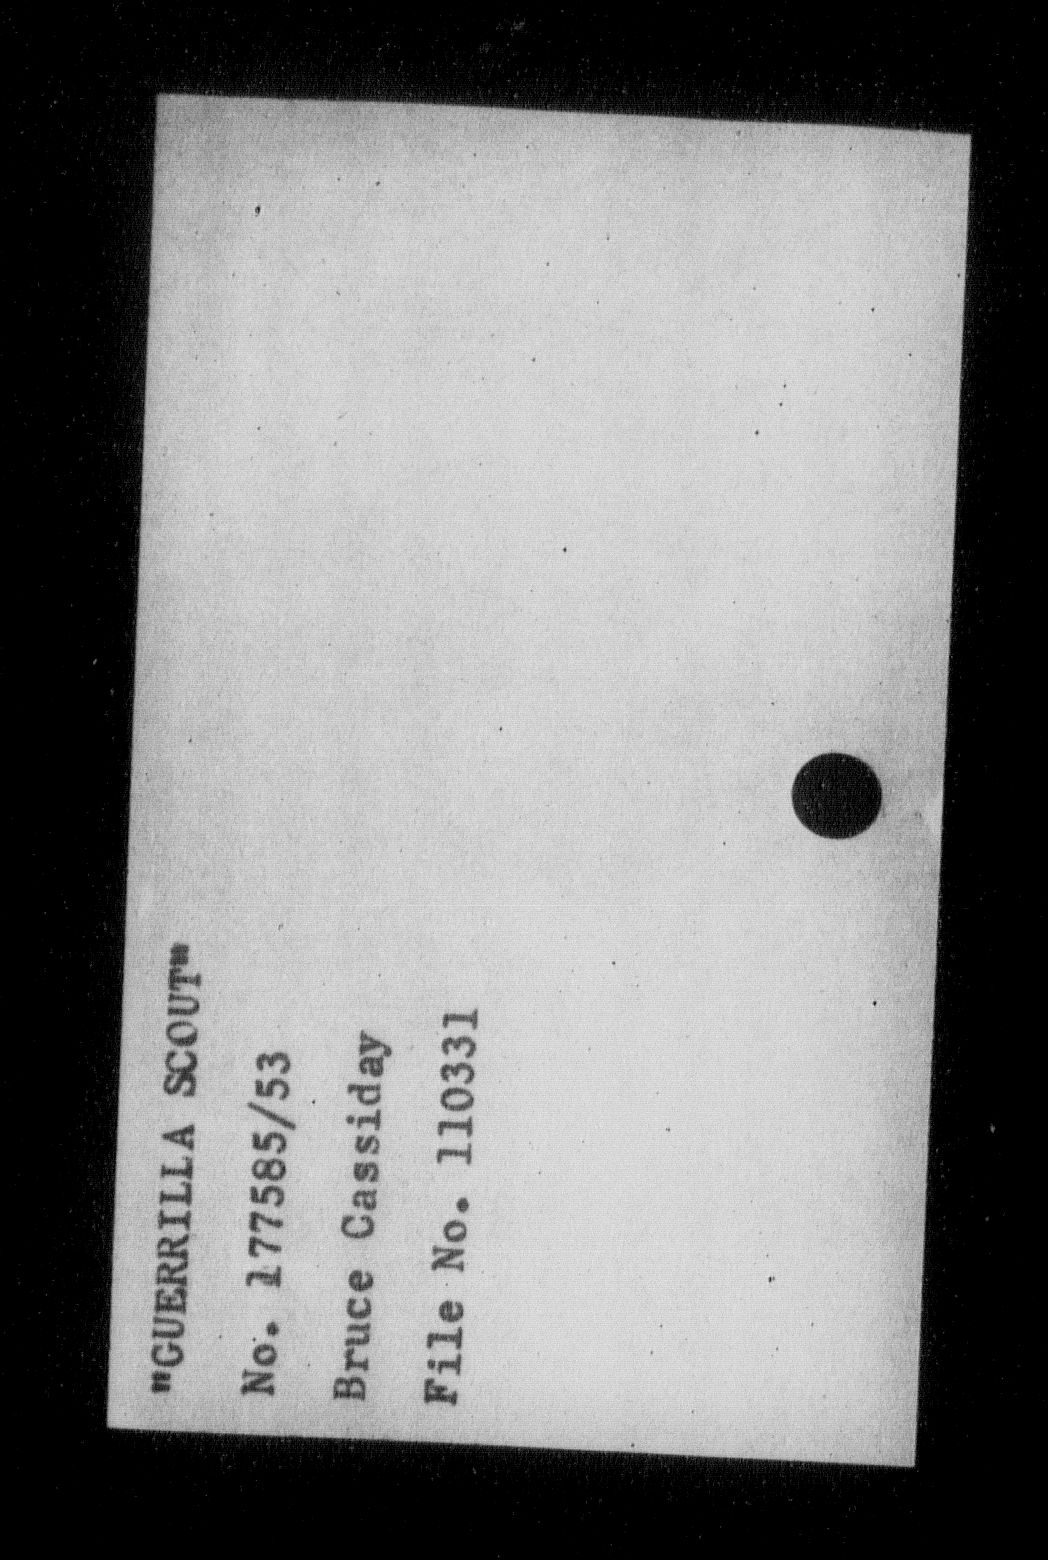 "GUERRILLA SCOUT"
No. 177585/53
Bruce Cassiday
File No. 110331